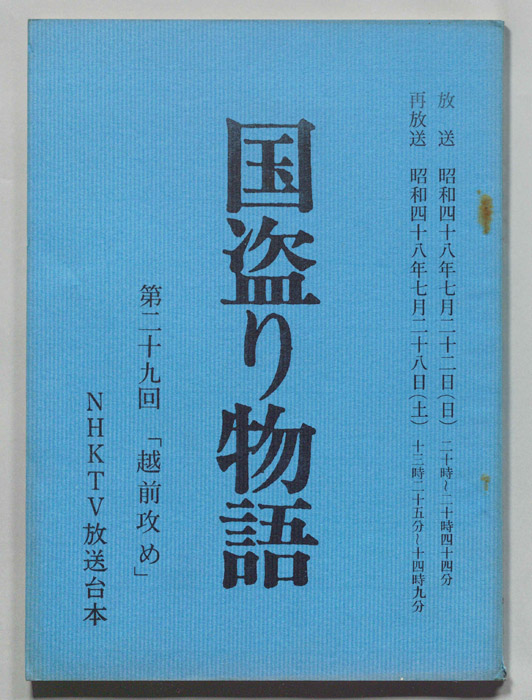 放送 昭和四十八年七月二十二日（日） 二十時〜二十時四十四分
再放送 昭和四十八年七月二十八日（土） 十三時二十五分〜十四時九分
国盗り物語
第二十九回 「越前攻め」
NHKTV放送台本